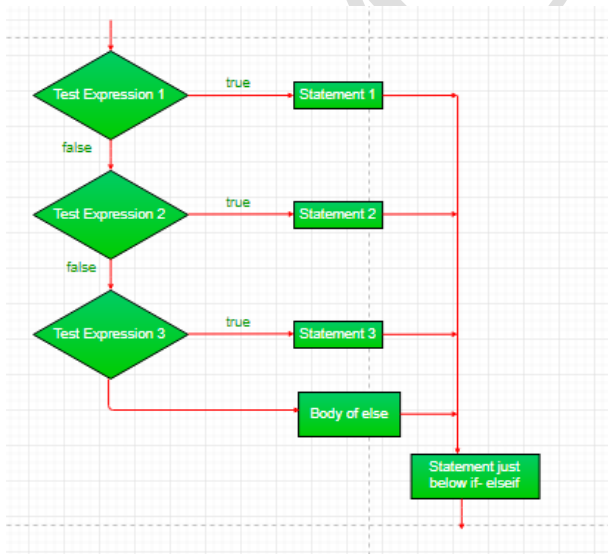 Test Expression 1
true
Statement 1
false
Test Expression 2
true
Statement 2
false
Test Expression 3
true
Statement 3
Body of else
Statement just
below if- elseif